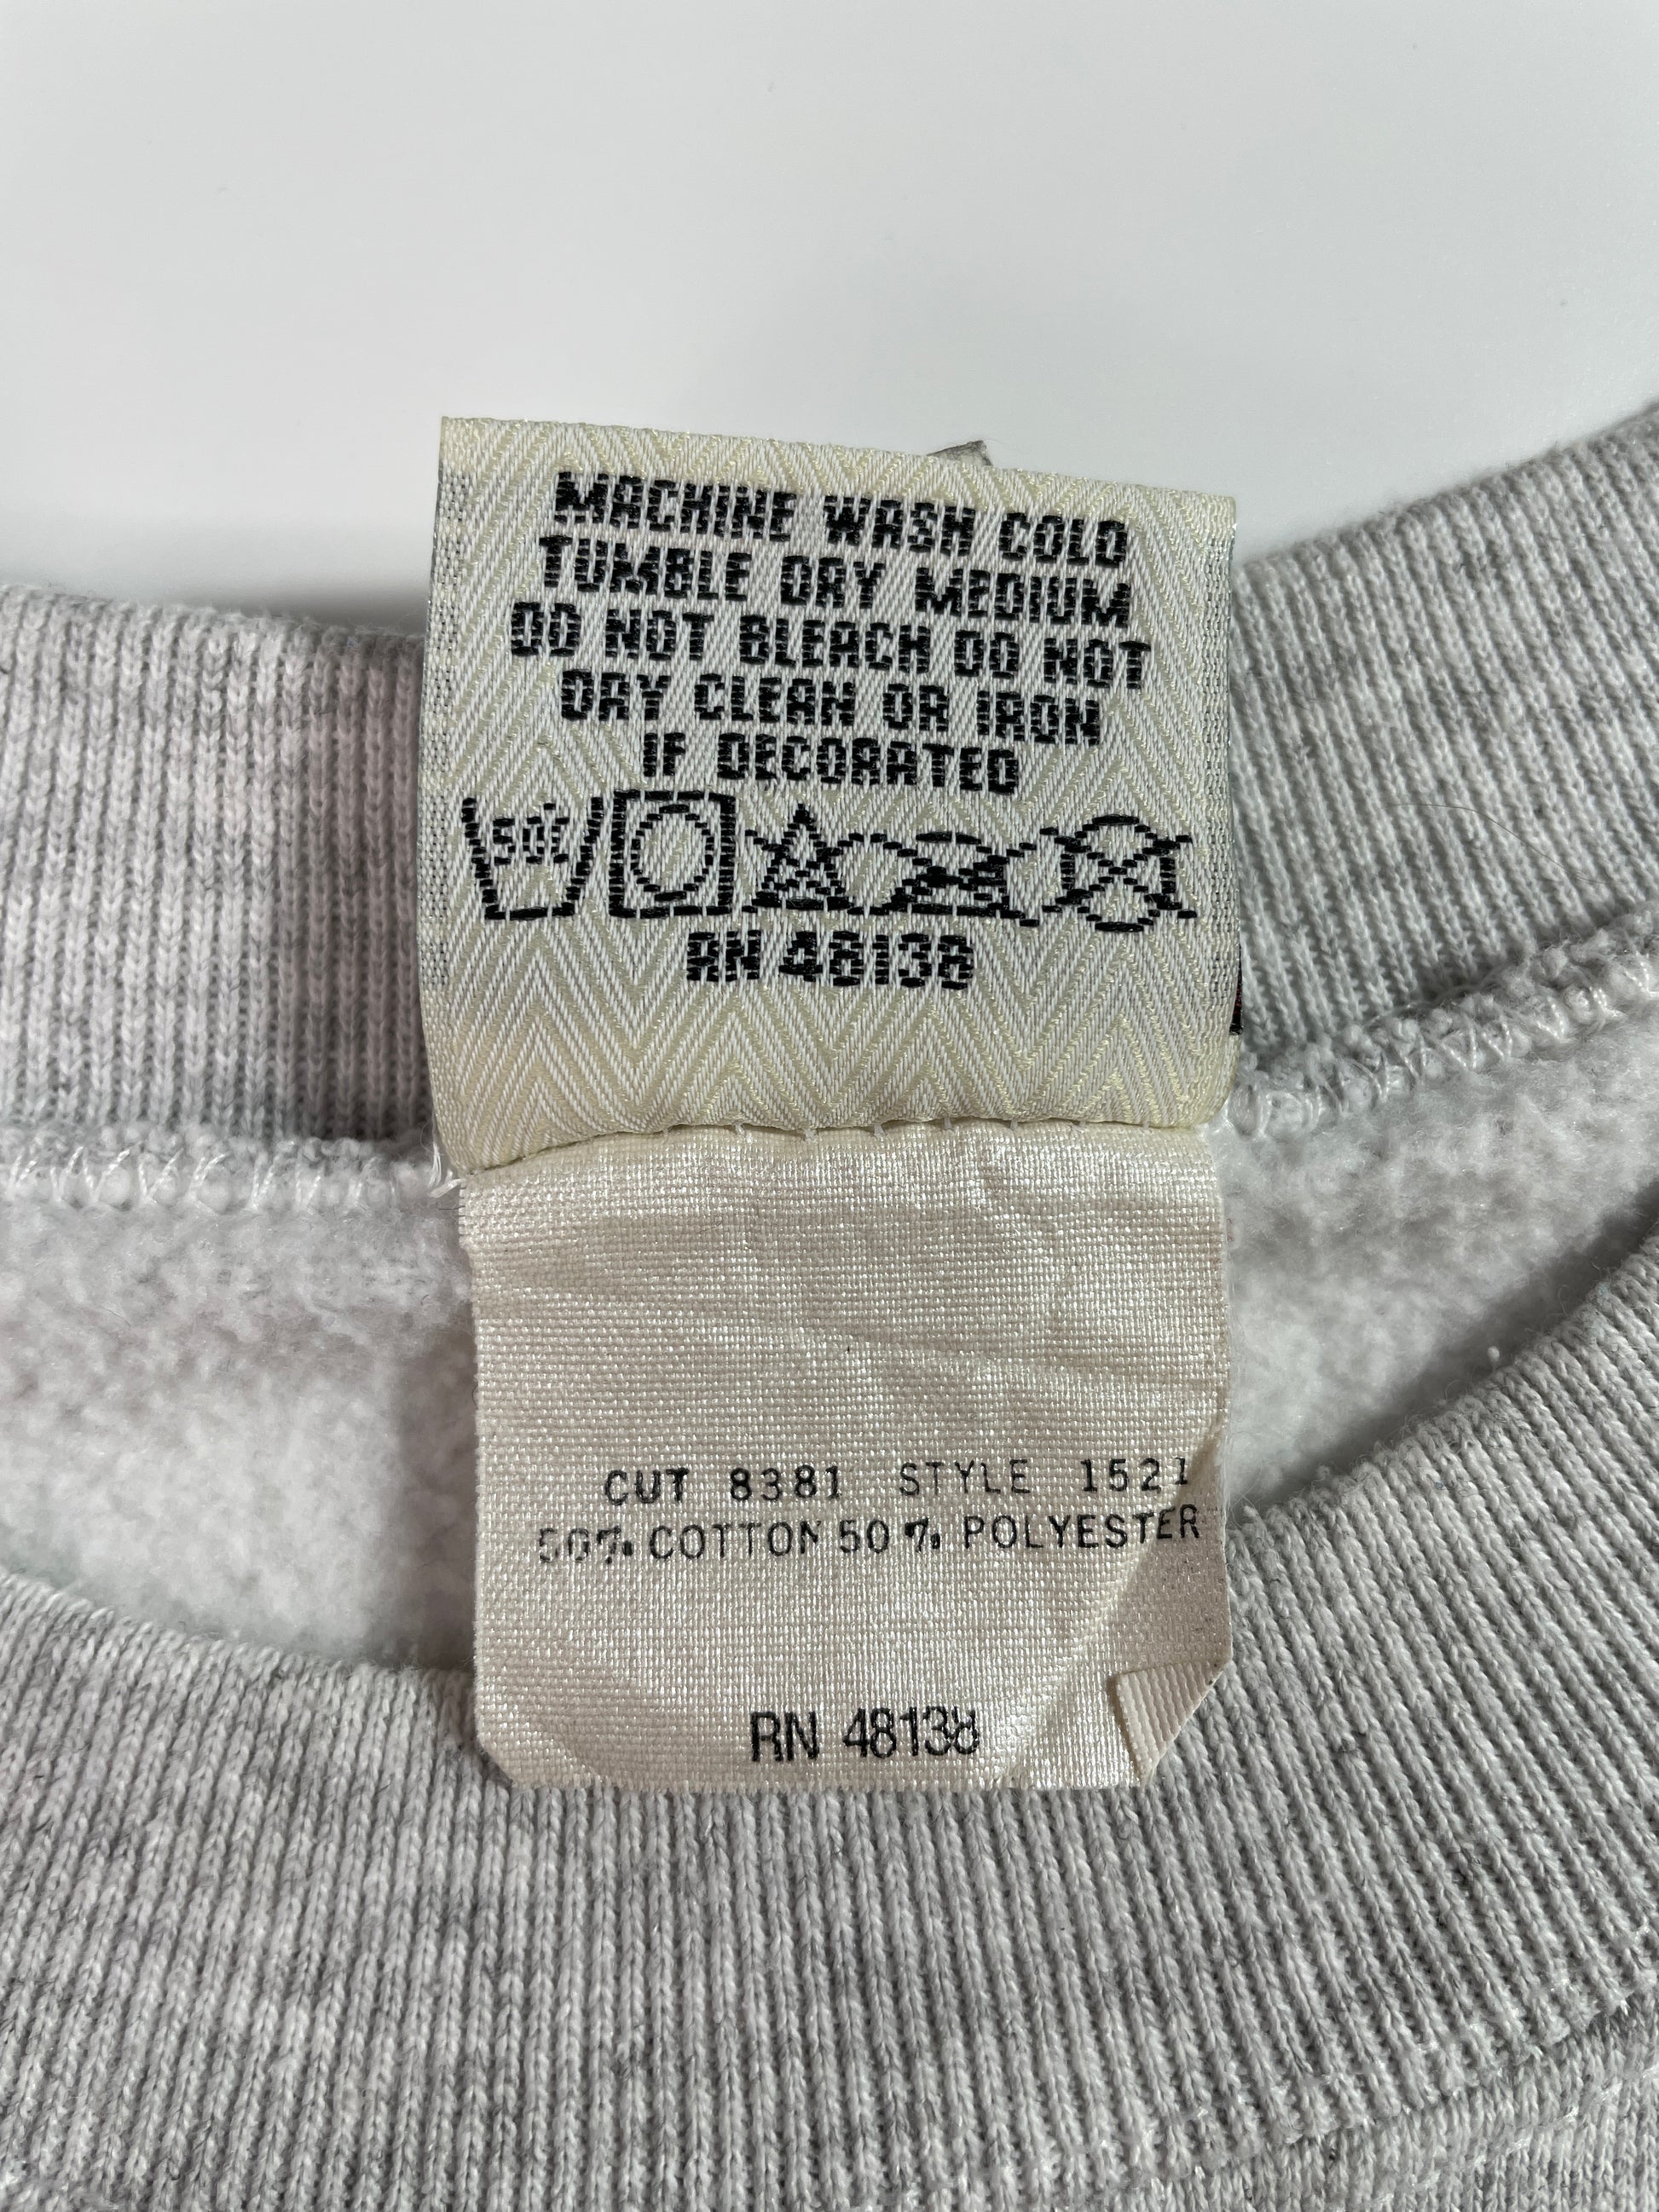 MACHINE WASH COLD
TUMBLE DRY MEDIUM
DO NOT BLEACH DO NOT
DRY CLEAN OR IRON
IF DECORATED
50C
RN 48138
CUT 8381 STYLE 1521
50% COTTON 50% POLYESTER
RN 48138